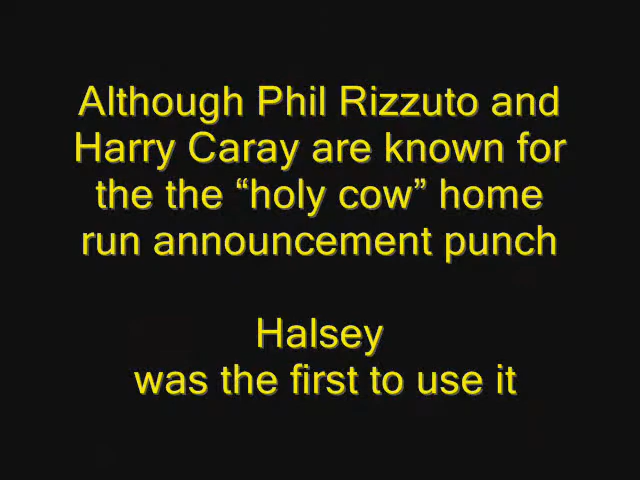 Although Phil Rizzuto and
Harry Caray are known for
the the “holy cow” home
run announcement punch
Halsey
was the first to use it